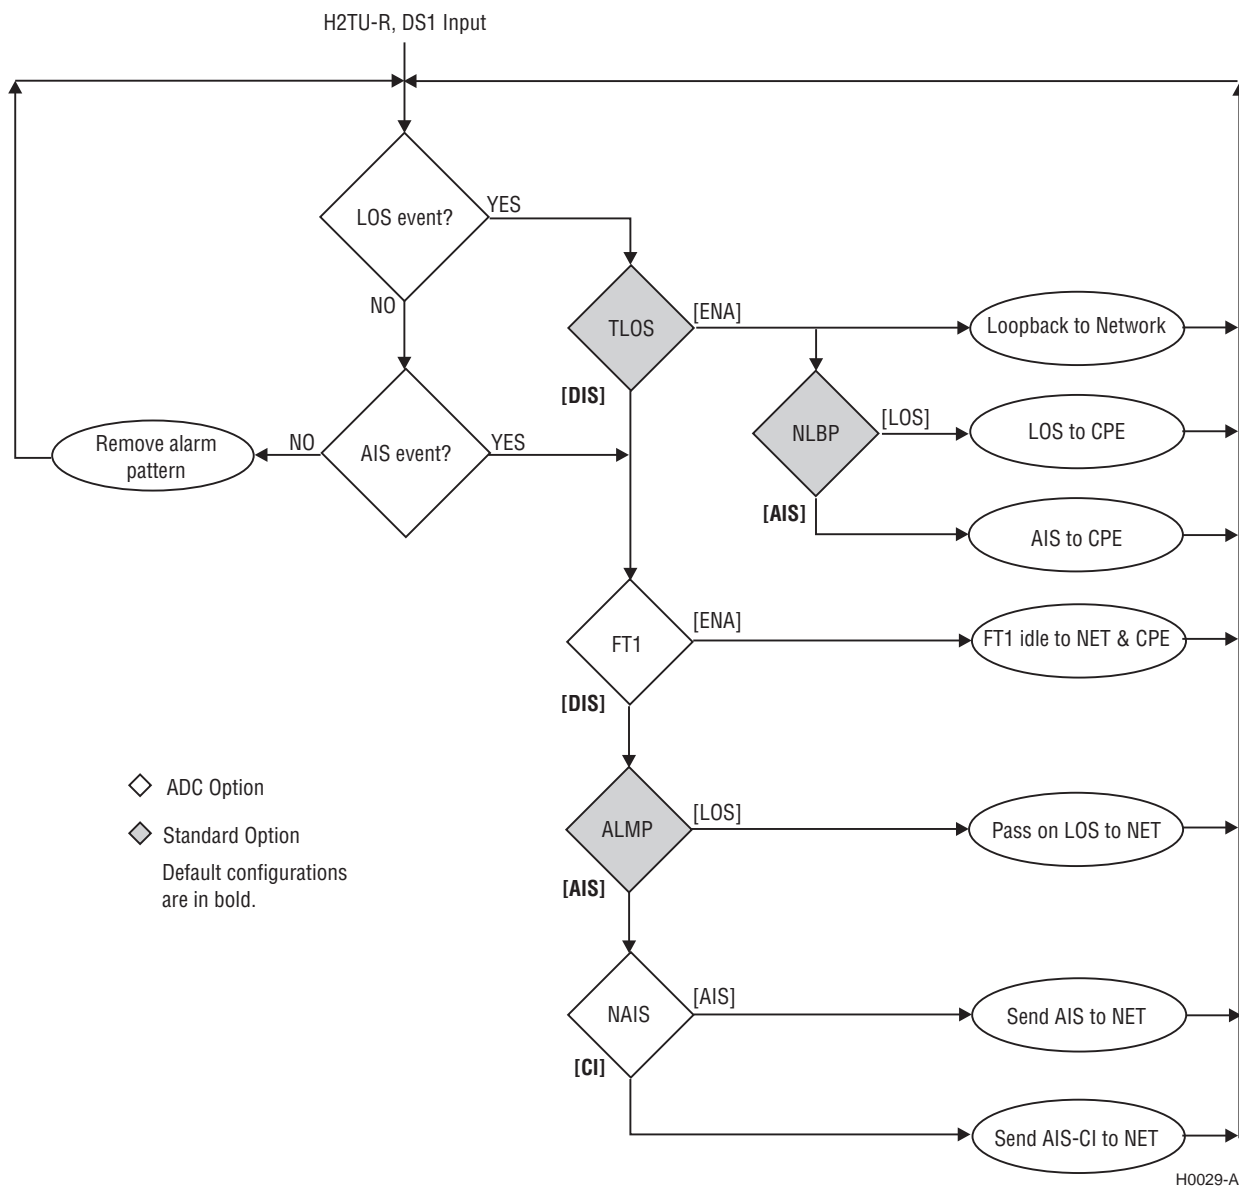 H2TU-R, DS1 Input
LOS event?
YES
NO
TLOS
[ENA]
[DIS]
Loopback to Network
NLBP
[LOS]
LOS to CPE
[AIS]
AIS to CPE
AIS event?
YES
NO
Remove alarm
pattern
FT1
[ENA]
FT1 idle to NET & CPE
[DIS]
ALMP
[LOS]
Pass on LOS to NET
[AIS]
ADC Option
Standard Option
Default configurations
are in bold.
NAIS
[AIS]
Send AIS to NET
[CI]
Send AIS-CI to NET
H0029-A